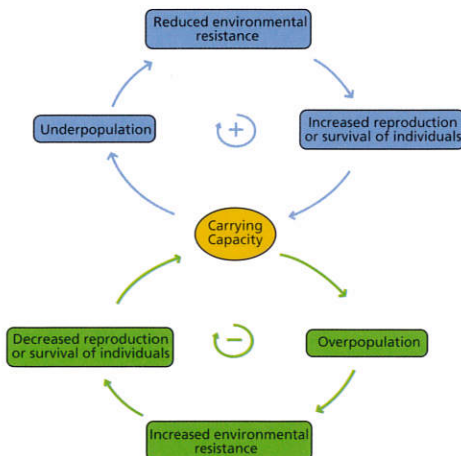 Reduced environmental
resistance
Underpopulation
+
Increased reproduction
or survival of individuals
Carrying
Capacity
Decreased reproduction
or survival of individuals
−
Overpopulation
Increased environmental
resistance